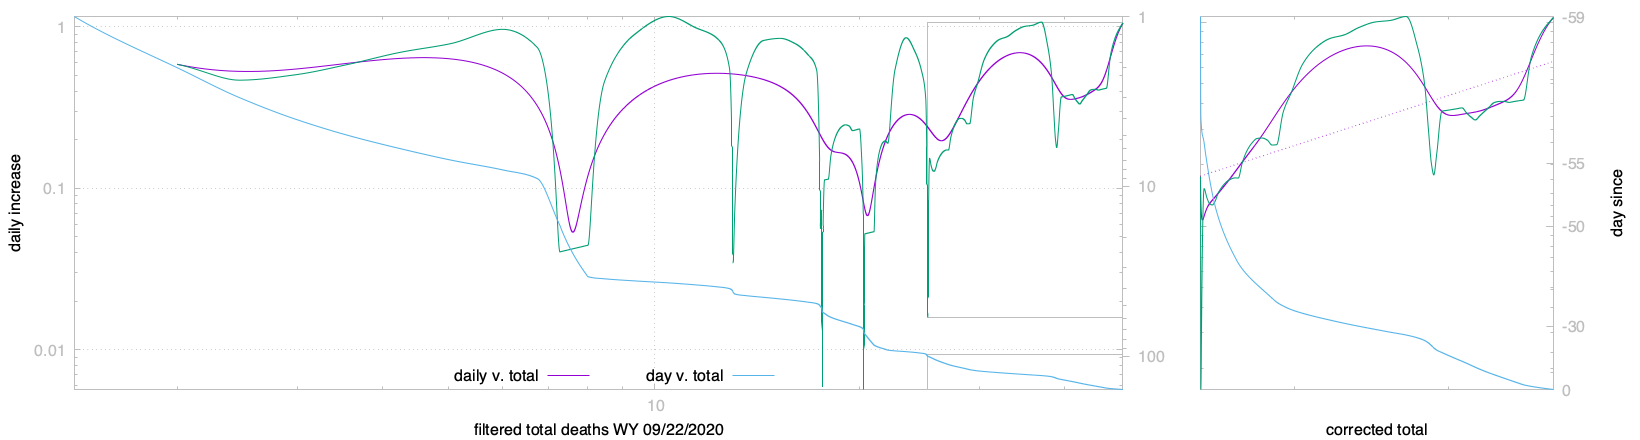 1
0.1
0.01
daily increase
daily v. total
day v. total
10
filtered total deaths WY 09/22/2020
1
10
100
-59
-55
-50
-30
0
day since
corrected total